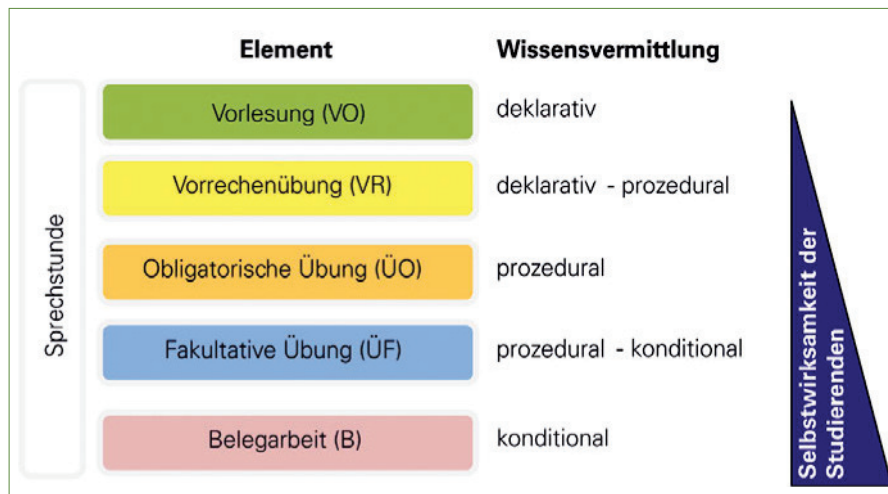 Element
Wissensvermittlung
Sprechstunde
Vorlesung (VO)
deklarativ
Vorrechenübung (VR)
deklarativ - prozedural
Obligatorische Übung (ÜO)
prozedural
Fakultative Übung (ÜF)
prozedural - konditional
Belegarbeit (B)
konditional
Selbstwirksamkeit der
Studierenden